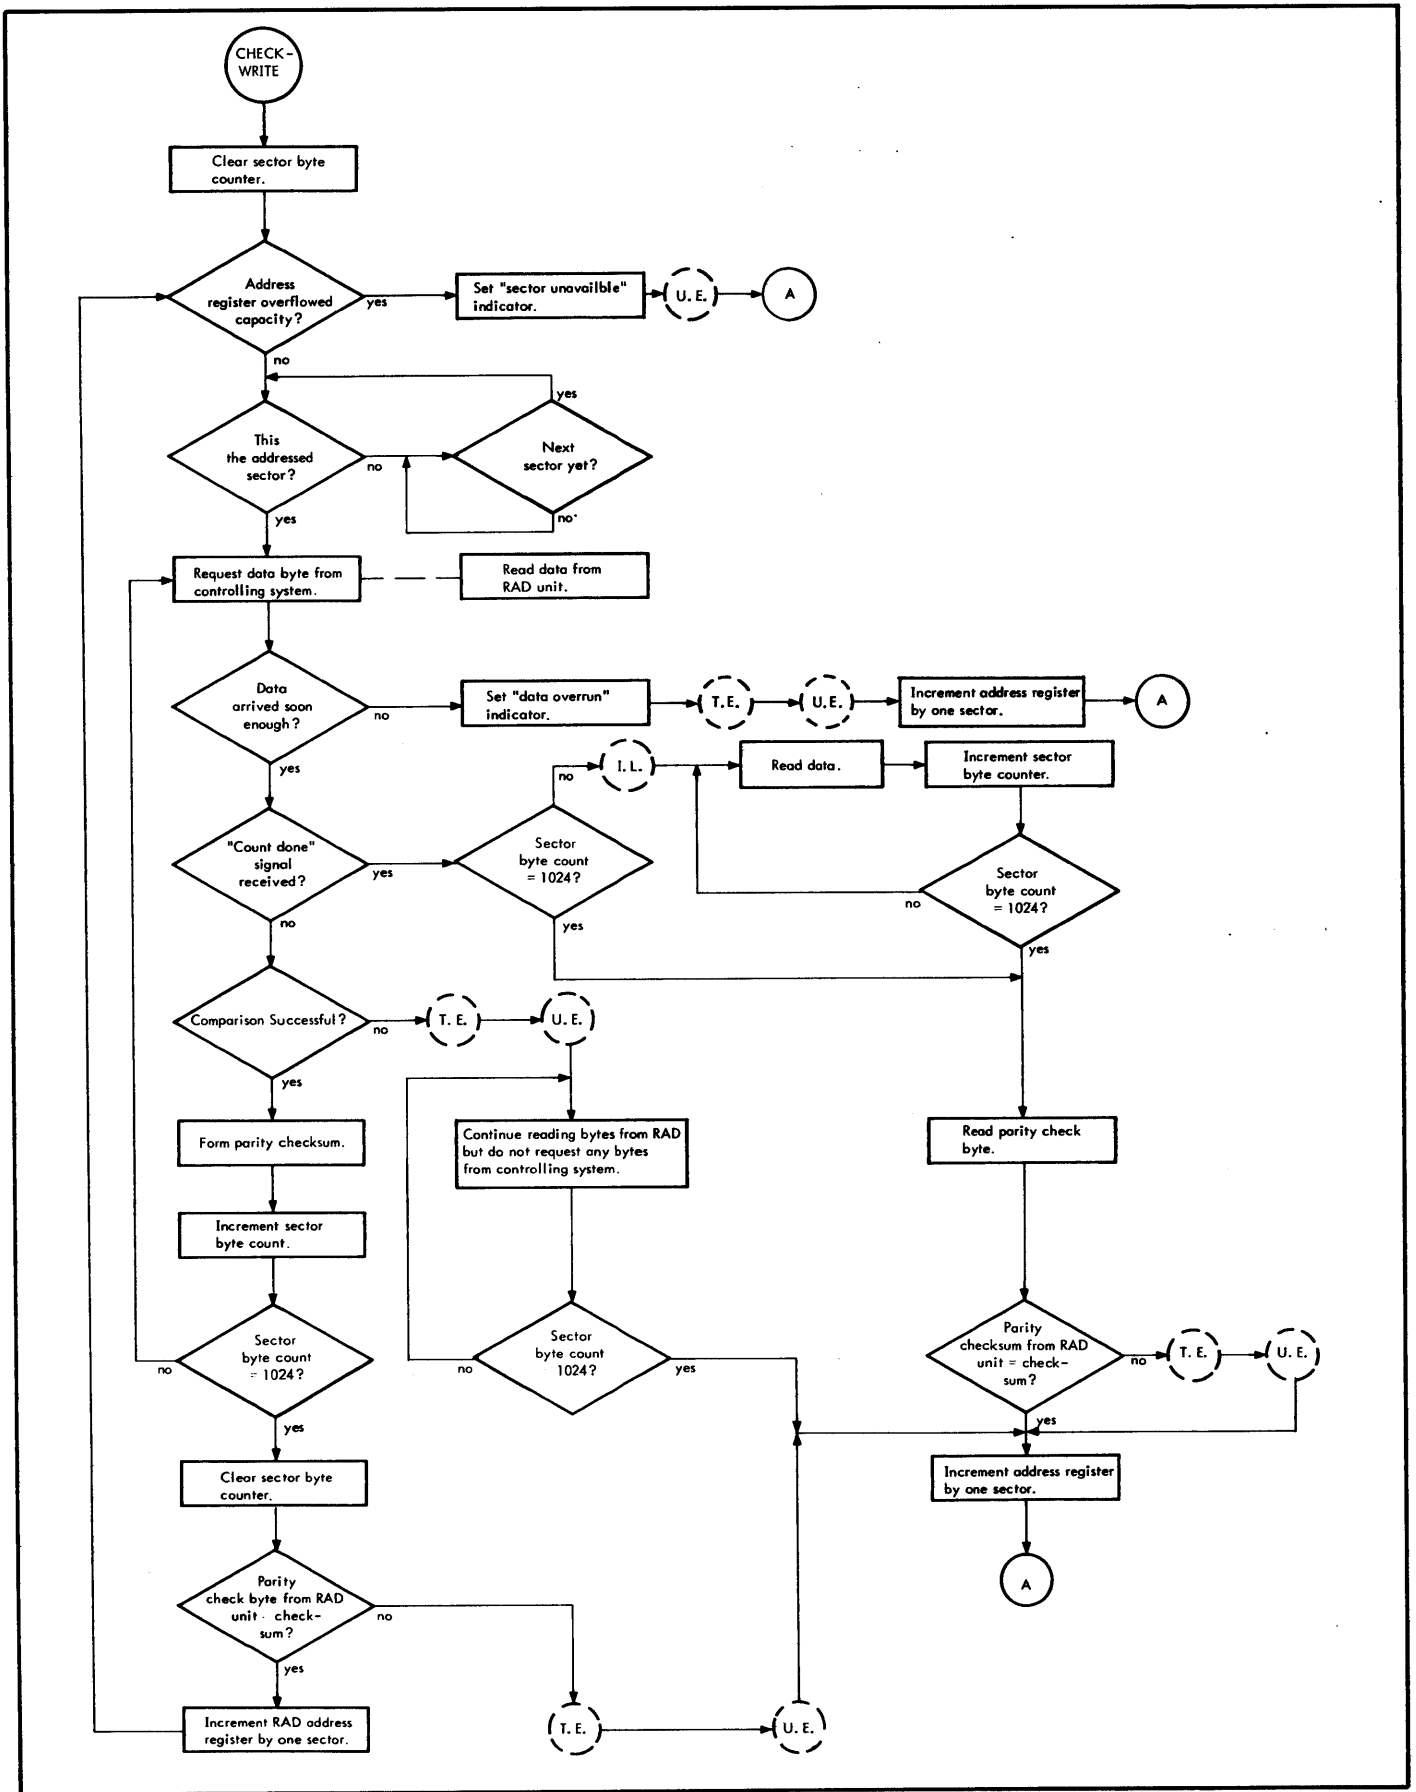 CHECK-
WRITE
Clear sector byte
counter.
Address
register overflowed
capacity?
yes
Set "sector unavailble"
indicator.
U. E.
A
no
This
the addressed
sector?
no
Next
sector yet?
yes
no
yes
Request data byte from
controlling system.
Read data from
RAD unit.
Data
arrived soon
enough?
no
Set "data overrun"
indicator.
T.E.
U.E.
Increment address register
by one sector.
A
yes
"Count done"
signal
received?
yes
Sector
byte count
= 1024?
no
I. L.
Read data.
Increment sector
byte counter.
Sector
byte count
= 1024?
no
yes
yes
no
Comparison Successful?
no
T. E.
U. E.
yes
Form parity checksum.
Continue reading bytes from RAD
but do not request any bytes
from controlling system.
Read parity check
byte.
Increment sector
byte count.
Sector
byte count
= 1024?
no
Sector
byte count
1024?
no
yes
Parity
checksum from RAD
unit = check-
sum?
no
T. E.
U. E.
yes
yes
Clear sector byte
counter.
Increment address register
by one sector.
A
Parity
check byte from RAD
unit · check-
sum?
no
yes
Increment RAD address
register by one sector.
T. E.
U. E.